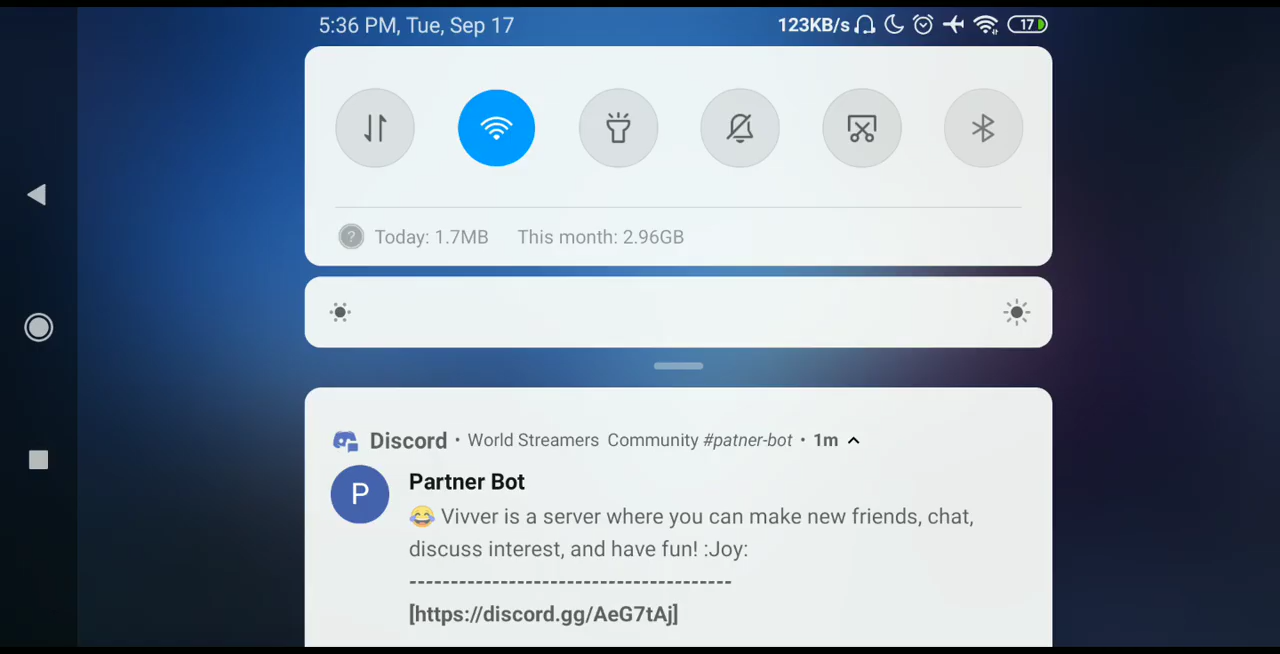 5:36 PM, Tue, Sep 17 123KB/s 17
Today: 1.7MB This month: 2.96GB
Discord • World Streamers Community #patner-bot • 1m
P
Partner Bot
😂 Vivver is a server where you can make new friends, chat,
discuss interest, and have fun! :Joy:
---------------------------------------
[https://discord.gg/AeG7tAj]